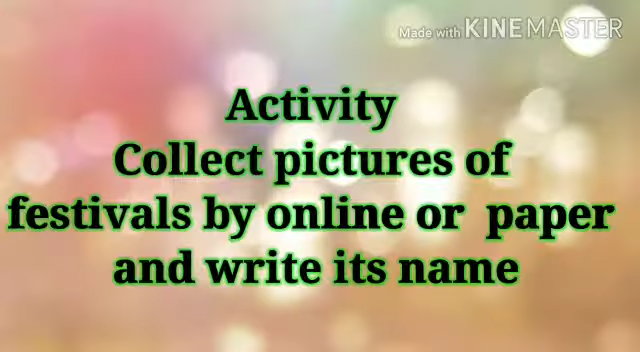 Made with KINEMASTER
Activity
Collect pictures of
festivals by online or paper
and write its name